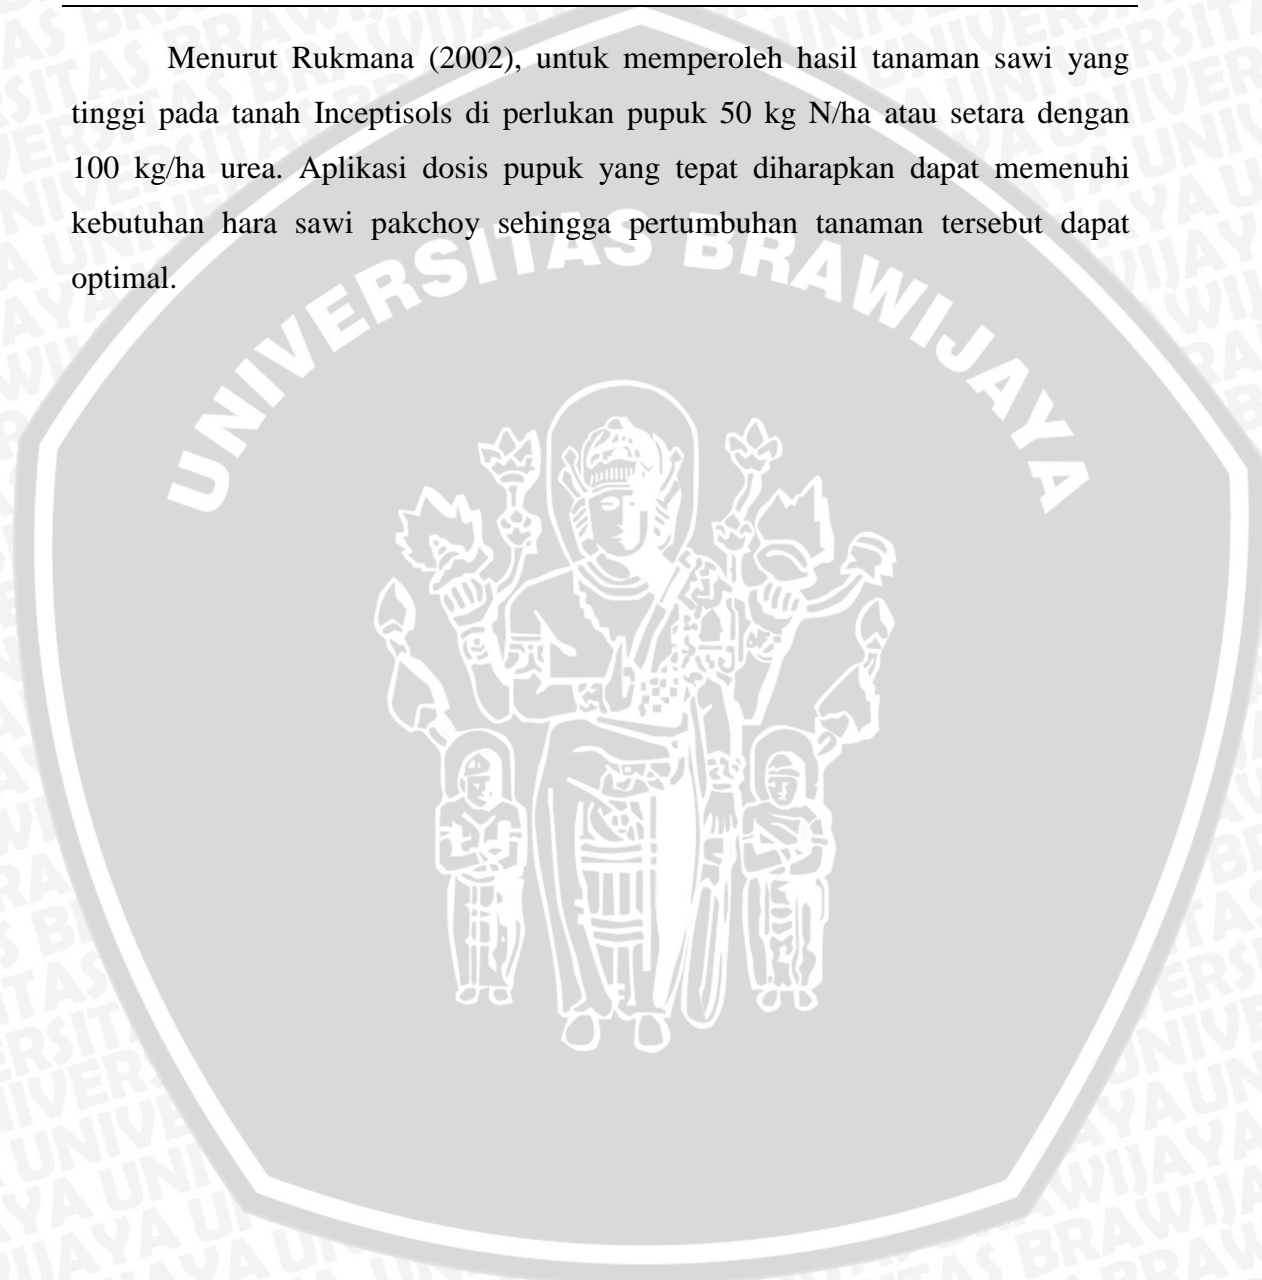 Menurut Rukmana (2002), untuk memperoleh hasil tanaman sawi yang
tinggi pada tanah Inceptisols di perlukan pupuk 50 kg N/ha atau setara dengan
100 kg/ha urea. Aplikasi dosis pupuk yang tepat diharapkan dapat memenuhi
kebutuhan hara sawi pakchoy sehingga pertumbuhan tanaman tersebut dapat
optimal.
UNIVERSITAS BRAWIJAYA